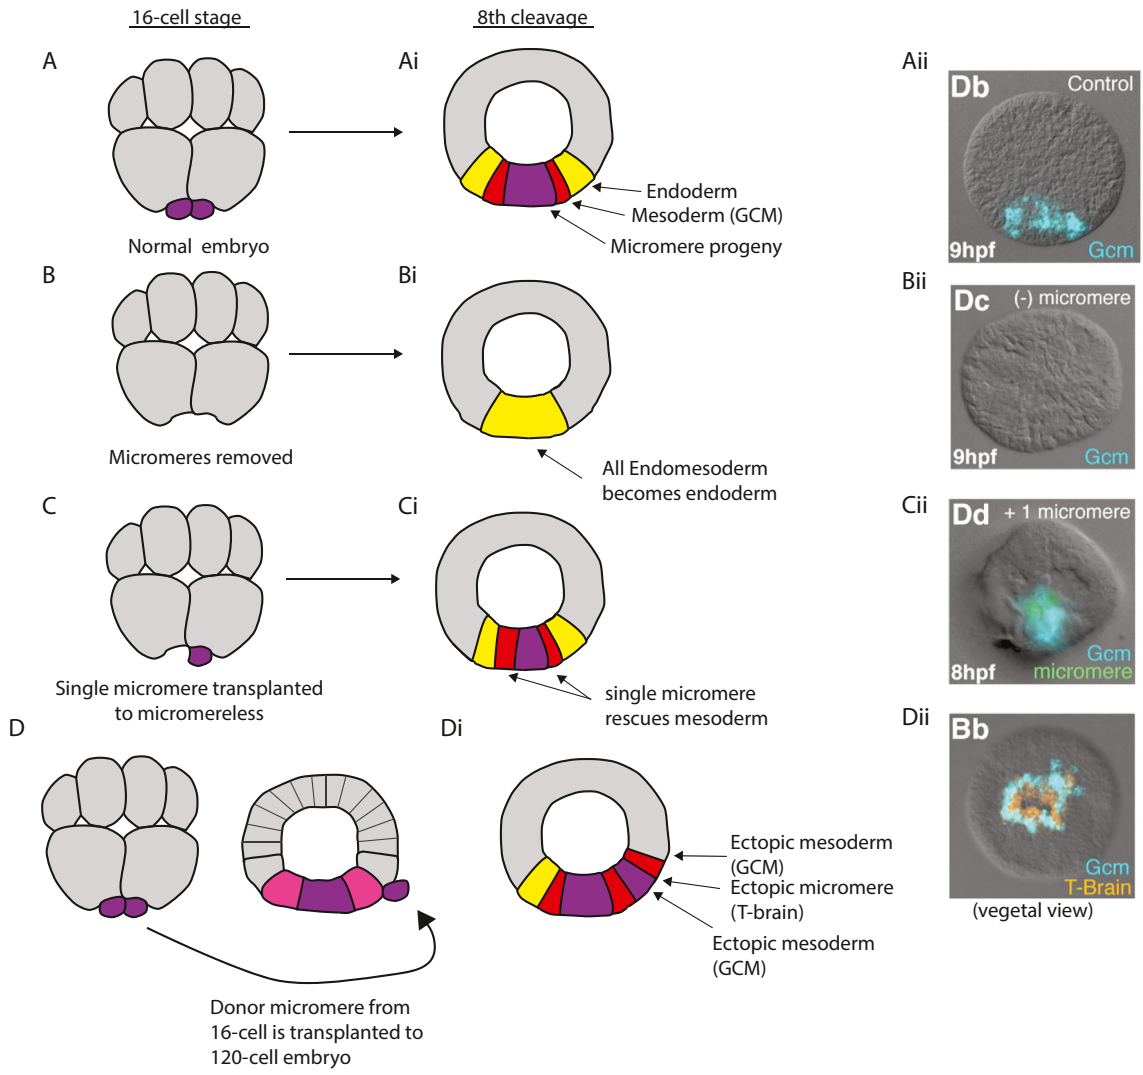 16-cell stage
8th cleavage
A
Ai
Aii
Db
Control
9hpf
Gcm
Endoderm
Mesoderm (GCM)
Micromere progeny
Normal embryo
B
Bi
Bii
Dc
(-) micromere
9hpf
Gcm
Micromeres removed
All Endomesoderm
becomes endoderm
C
Ci
Cii
Dd
+ 1 micromere
Gcm
8hpf
micromere
Single micromere transplanted
to micromereless
single micromere
rescues mesoderm
D
Di
Dii
Bb
Gcm
T-Brain
(vegetal view)
Ectopic mesoderm
(GCM)
Ectopic micromere
(T-brain)
Ectopic mesoderm
(GCM)
Donor micromere from
16-cell is transplanted to
120-cell embryo